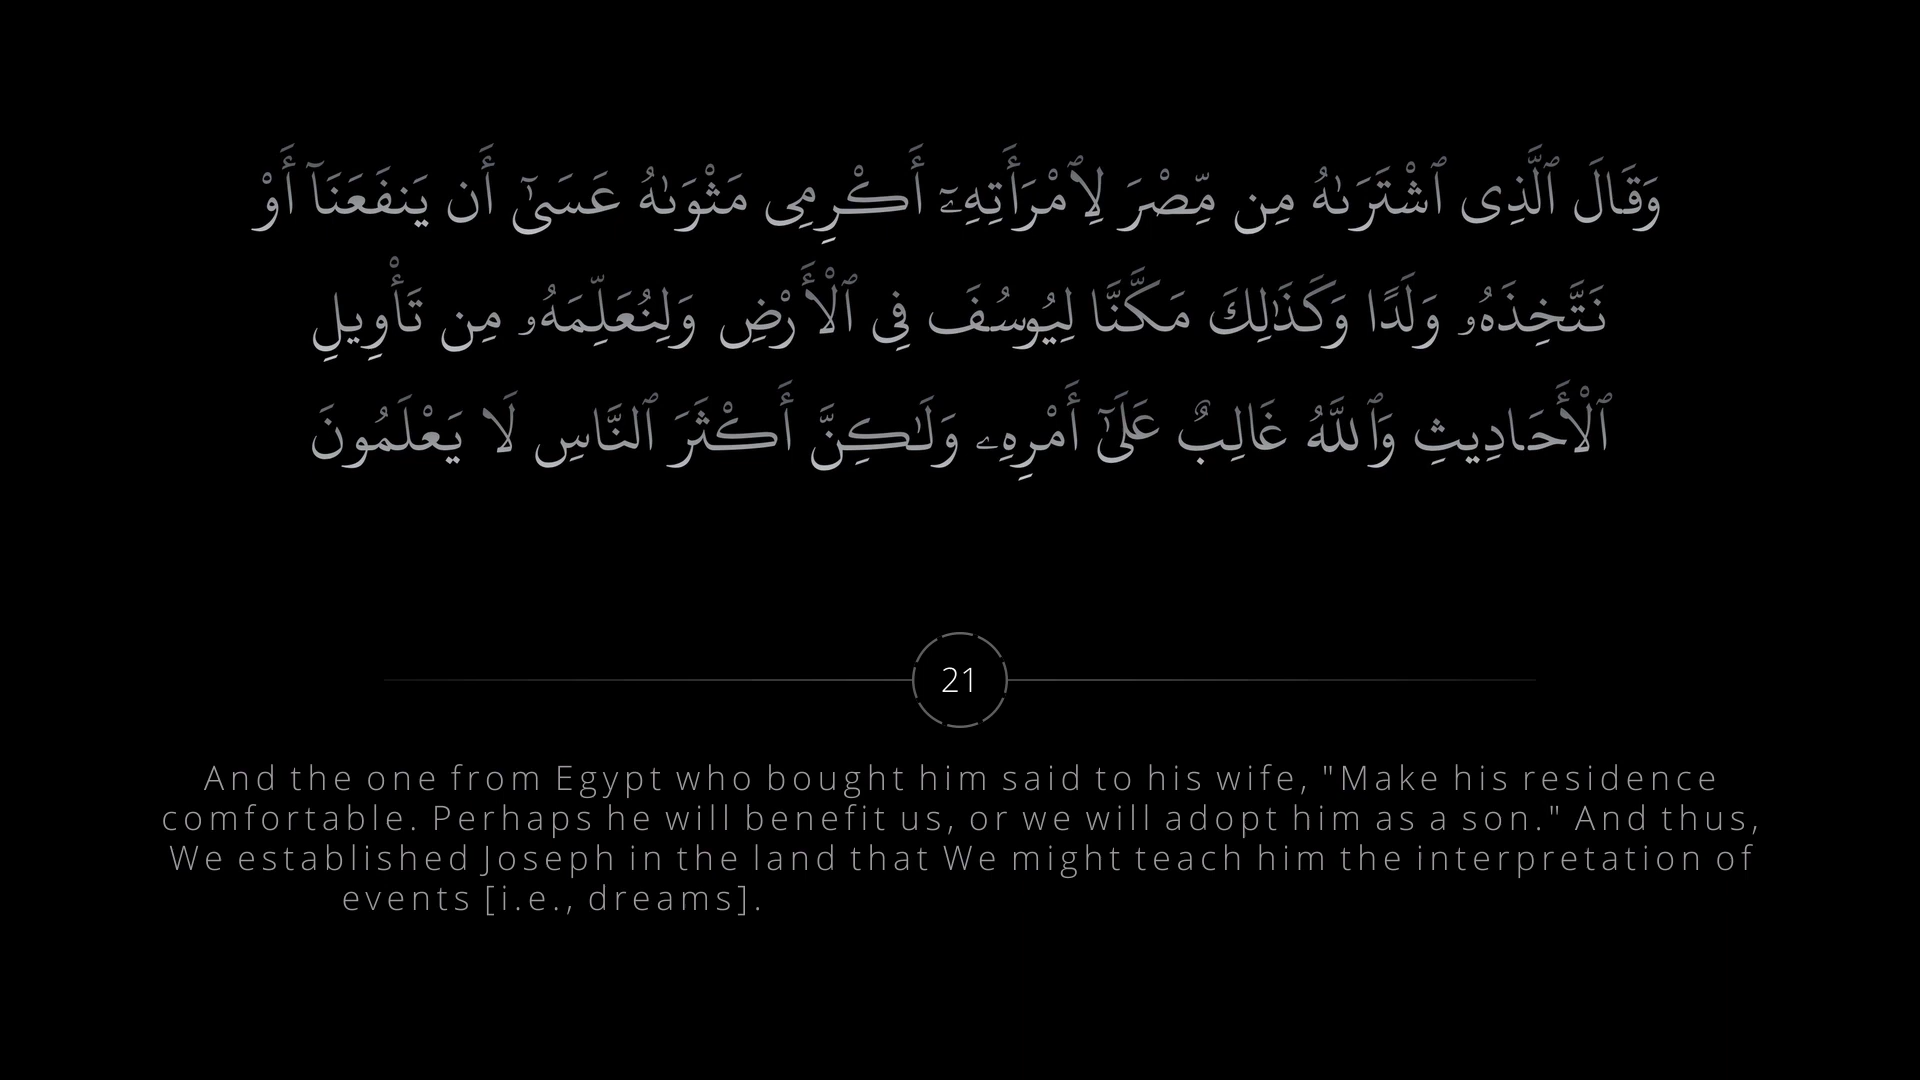 وَقَالَ ٱلَّذِى ٱشْتَرَىٰهُ مِن مِّصْرَ لِٱمْرَأَتِهِۦٓ أَكْرِمِى مَثْوَىٰهُ عَسَىٰٓ أَن يَنفَعَنَآ أَوْ
نَتَّخِذَهُۥ وَلَدًا وَكَذَٰلِكَ مَكَّنَّا لِيُوسُفَ فِى ٱلْأَرْضِ وَلِنُعَلِّمَهُۥ مِن تَأْوِيلِ
ٱلْأَحَادِيثِ وَٱللَّهُ غَالِبٌ عَلَىٰٓ أَمْرِهِۦ وَلَـٰكِنَّ أَكْثَرَ ٱلنَّاسِ لَا يَعْلَمُونَ
21
And the one from Egypt who bought him said to his wife, "Make his residence
comfortable. Perhaps he will benefit us, or we will adopt him as a son." And thus,
We established Joseph in the land that We might teach him the interpretation of
events [i.e., dreams].